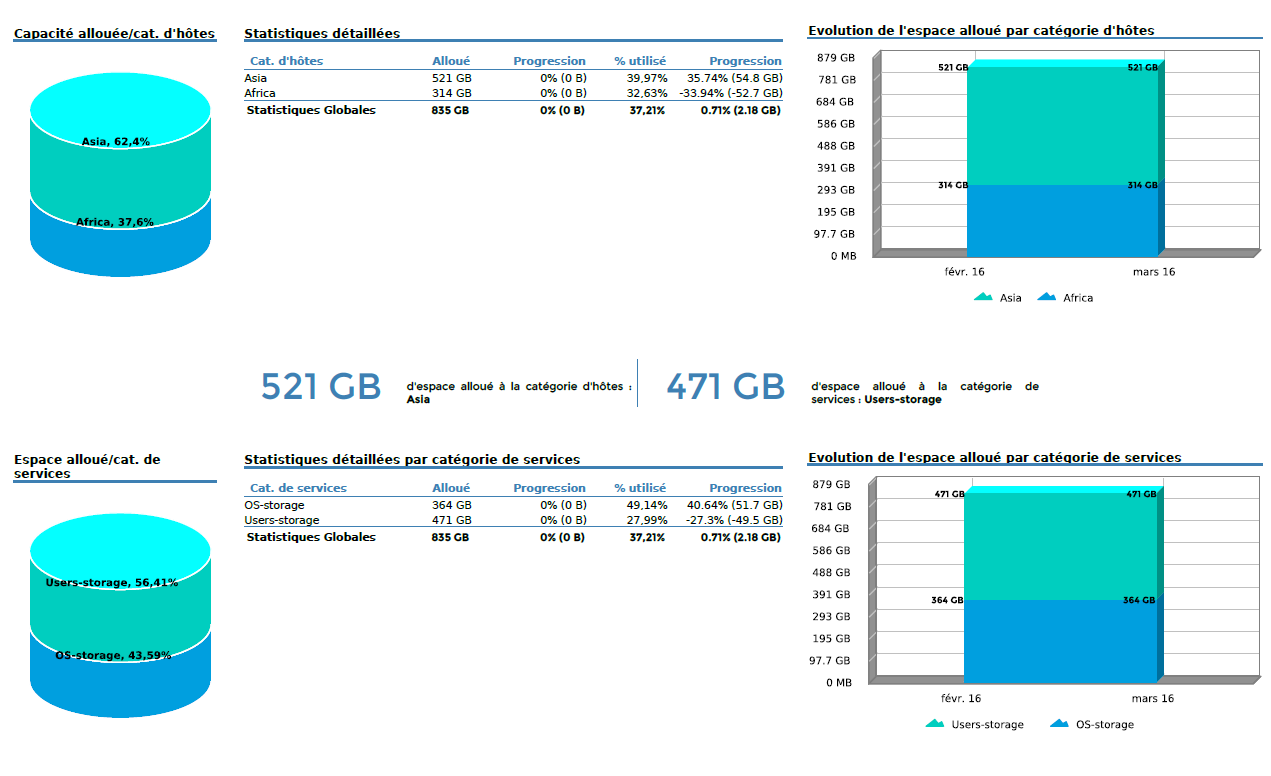 Capacité allouée/cat. d'hôtes
Asia, 62,4%
Africa, 37,6%
Statistiques détaillées
Cat. d'hôtes Alloué Progression % utilisé Progression
Asia 521 GB 0% (0 B) 39,97% 35.74% (54.8 GB)
Africa 314 GB 0% (0 B) 32,63% -33.94% (-52.7 GB)
Statistiques Globales 835 GB 0% (0 B) 37,21% 0.71% (2.18 GB)
Evolution de l'espace alloué par catégorie d'hôtes
879 GB
781 GB
684 GB
586 GB
488 GB
391 GB
293 GB
195 GB
97.7 GB
0 MB
521 GB 521 GB
314 GB 314 GB
févr. 16 mars 16
Asia Africa
521 GB
d'espace alloué à la catégorie d'hôtes :
Asia
471 GB
d'espace alloué à la catégorie de
services : Users-storage
Espace alloué/cat. de
services
Users-storage, 56,41%
OS-storage, 43,59%
Statistiques détaillées par catégorie de services
Cat. de services Alloué Progression % utilisé Progression
OS-storage 364 GB 0% (0 B) 49,14% 40.64% (51.7 GB)
Users-storage 471 GB 0% (0 B) 27,99% -27.3% (-49.5 GB)
Statistiques Globales 835 GB 0% (0 B) 37,21% 0.71% (2.18 GB)
Evolution de l'espace alloué par catégorie de services
879 GB
781 GB
684 GB
586 GB
488 GB
391 GB
293 GB
195 GB
97.7 GB
0 MB
471 GB 471 GB
364 GB 364 GB
févr. 16 mars 16
Users-storage OS-storage